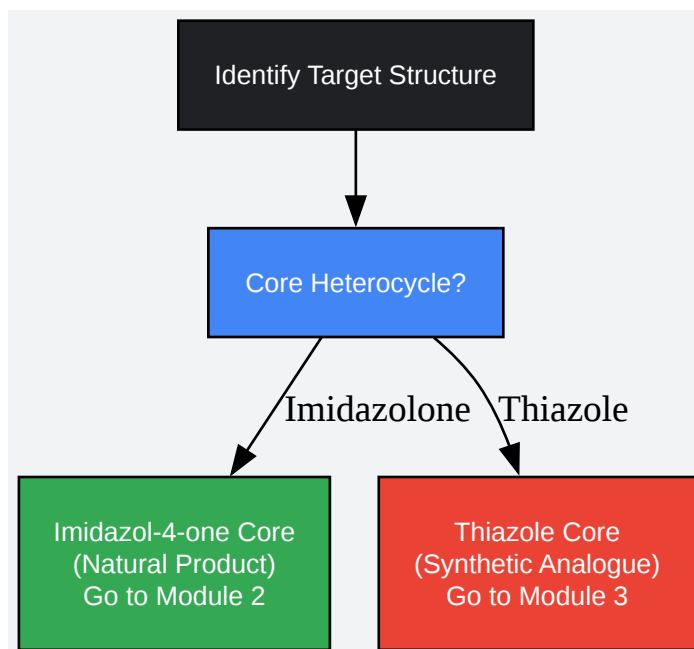 Identify Target Structure
Core Heterocycle?
Imidazolone
Thiazole
Imidazol-4-one Core
(Natural Product)
Go to Module 2
Thiazole Core
(Synthetic Analogue)
Go to Module 3